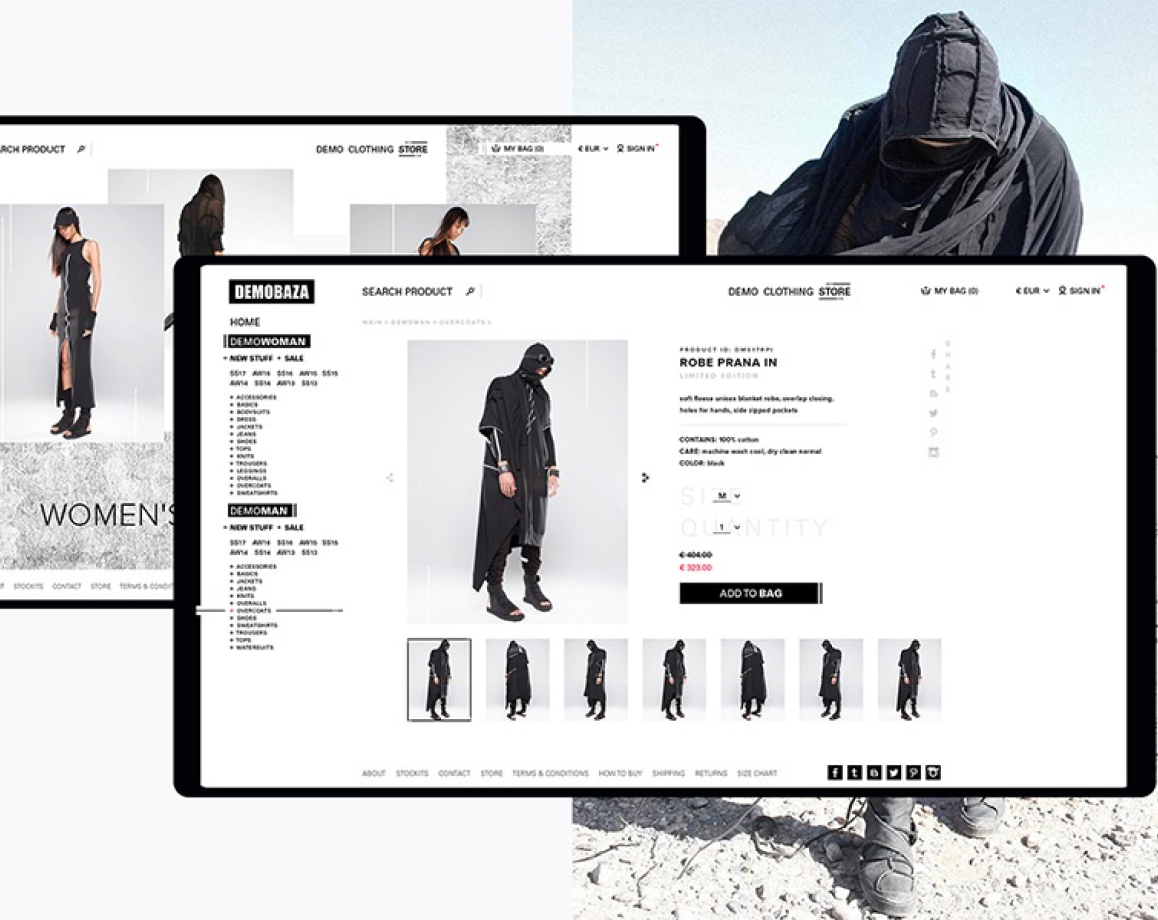 RCH PRODUCT
DEMO CLOTHING STORE
MY BAG (0)
€ EUR
SIGN IN
WOMEN'S
STOCKITS CONTACT STORE TERMS & CONDIT
DEMOBAZA
SEARCH PRODUCT
DEMO CLOTHING STORE
MY BAG (0)
€ EUR
SIGN IN
MAIN > DEMOMAN > OVERCOATS >
HOME
DEMOWOMAN
+ NEW STUFF + SALE
SS17 AW16 SS16 AW15 SS15
AW14 SS14 AW13 SS13
+ ACCESSORIES
+ BASICS
+ BODYSUITS
+ DRESS
+ JACKETS
+ JEANS
+ SHOES
+ TOPS
+ KNITS
+ TROUGERS
+ LEGGINGS
+ OVERALLS
+ OVERCOATS
+ SWEATSHIRTS
DEMOMAN
+ NEW STUFF + SALE
SS17 AW16 SS16 AW15 SS15
AW14 SS14 AW13 SS13
+ ACCESSORIES
+ BASICS
+ JACKETS
+ JEANS
+ KNITS
+ OVERALLS
+ OVERCOATS
+ SHOES
+ SWEATSHIRTS
+ TROUGERS
+ TOPS
+ WATERSUITS
PRODUCT ID:
ROBE PRANA IN
LIMITED EDITION
soft fleese unisex blanket robe, overlap closing,
holes for hands, side zipped pockets
CONTAINS: 100% cotton
CARE: machine wash cool, dry clean normal
COLOR: black
SIZE M
QUANTITY 1
€ 404.00
€ 323.00
ADD TO BAG
SHARE
ABOUT STOCKITS CONTACT STORE TERMS & CONDITIONS HOW TO BUY SHIPPING RETURNS SIZE CHART